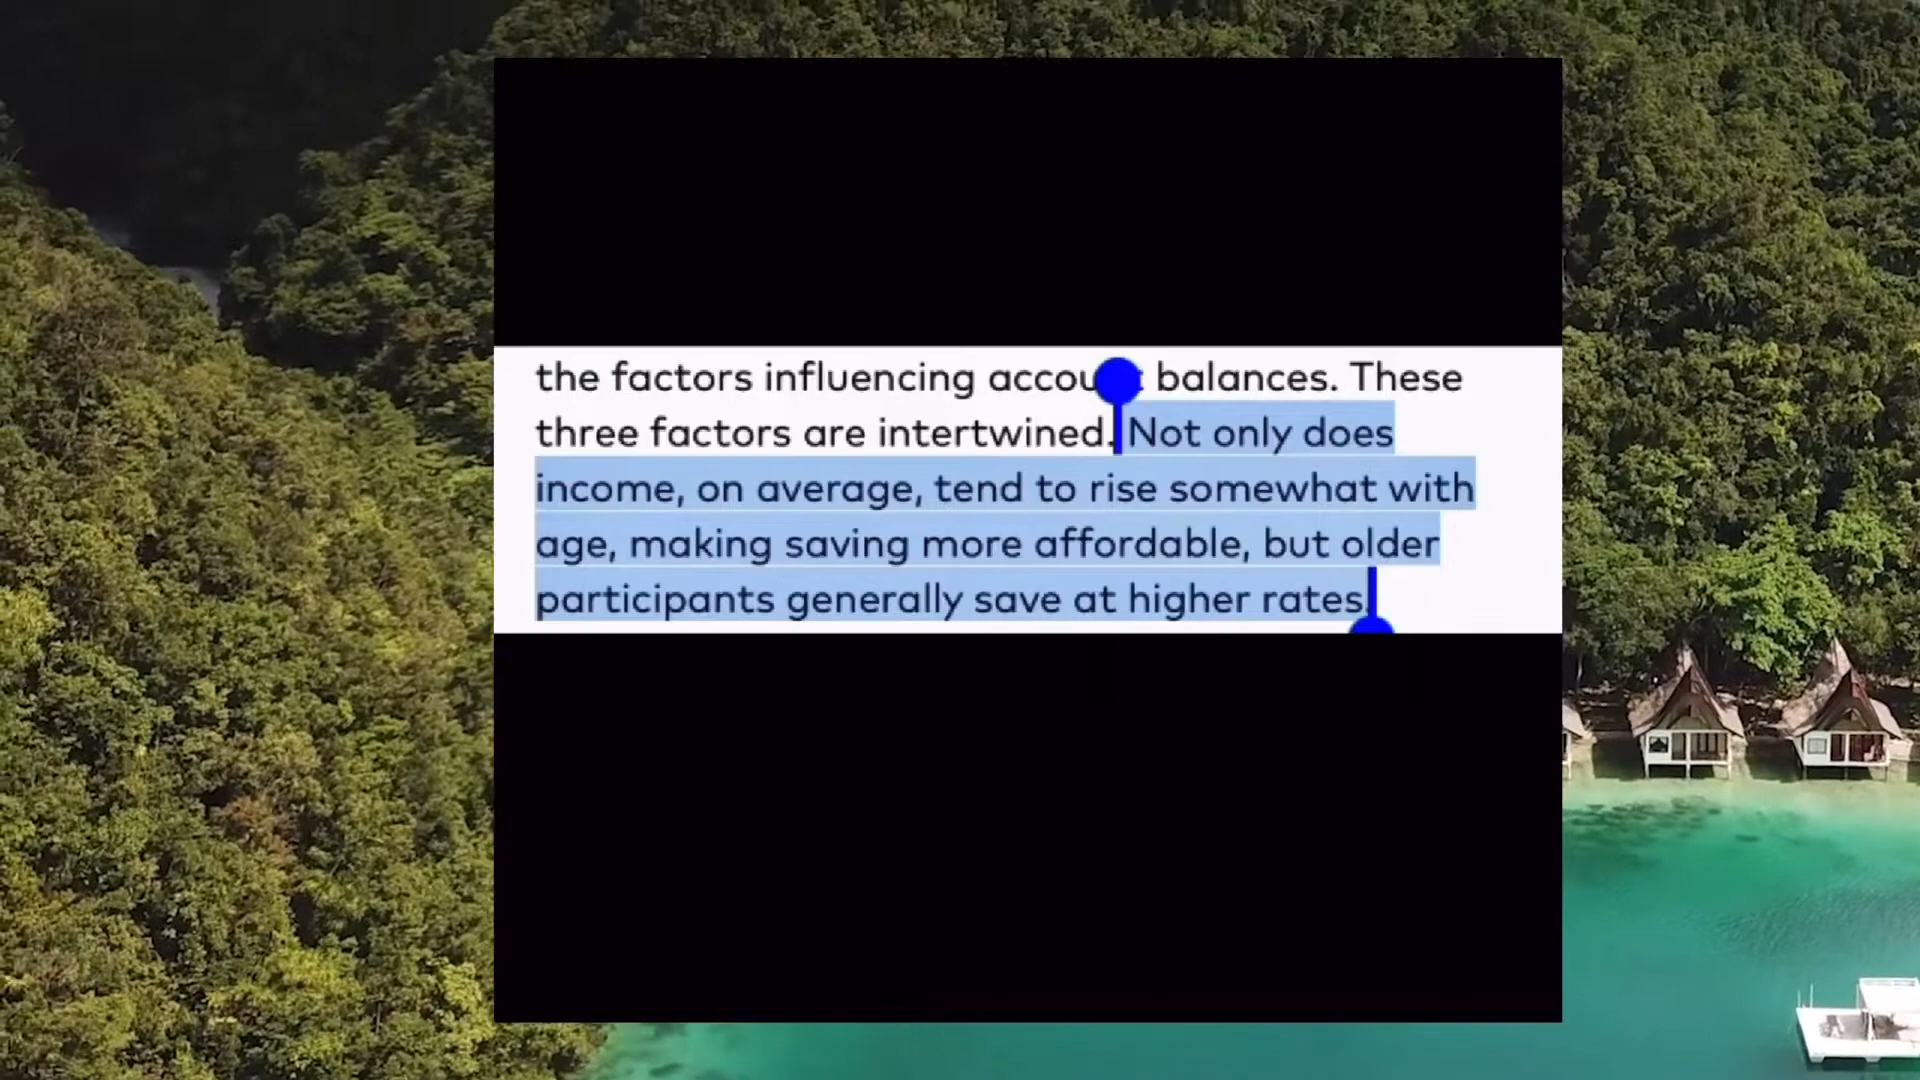 the factors influencing account balances. These
three factors are intertwined. Not only does
income, on average, tend to rise somewhat with
age, making saving more affordable, but older
participants generally save at higher rates.